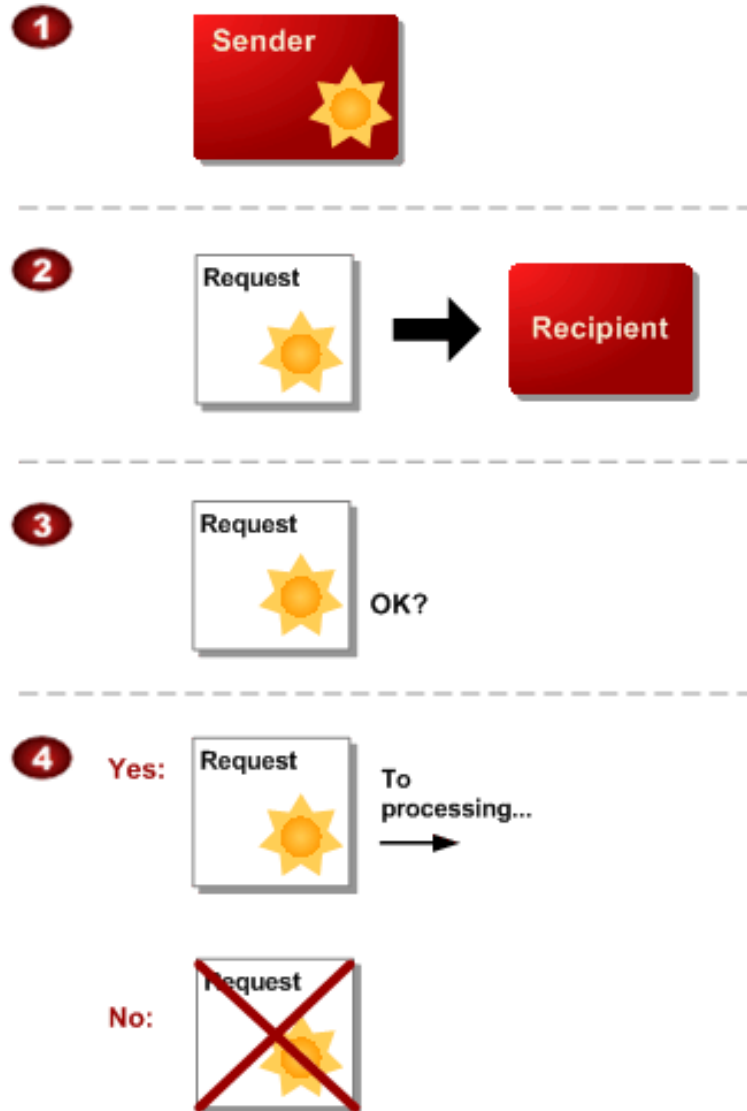 1
Sender
2
Request
Recipient
3
Request
OK?
4
Yes:
Request
To
processing...
No:
Request